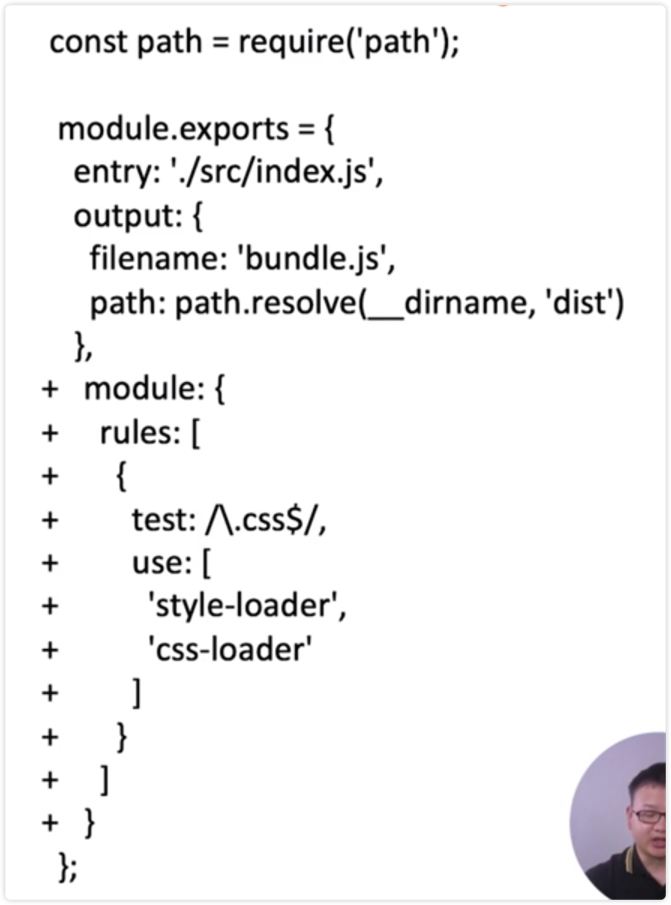 const path = require('path');
module.exports = {
entry: './src/index.js',
output: {
filename: 'bundle.js',
path: path.resolve(__dirname, 'dist')
},
+ module: {
+ rules: [
+ {
+ test: /\.css$/,
+ use: [
+ 'style-loader',
+ 'css-loader'
+ ]
+ }
+ ]
+ }
};